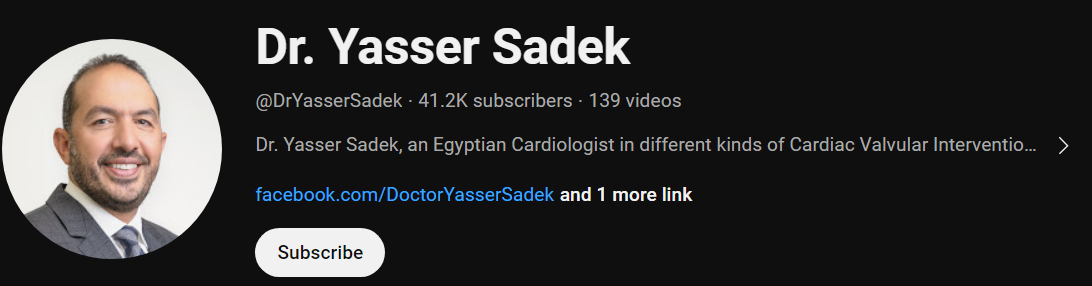 Dr. Yasser Sadek
@DrYasserSadek · 41.2K subscribers · 139 videos
Dr. Yasser Sadek, an Egyptian Cardiologist in different kinds of Cardiac Valvular Interventio...
facebook.com/DoctorYasserSadek and 1 more link
Subscribe